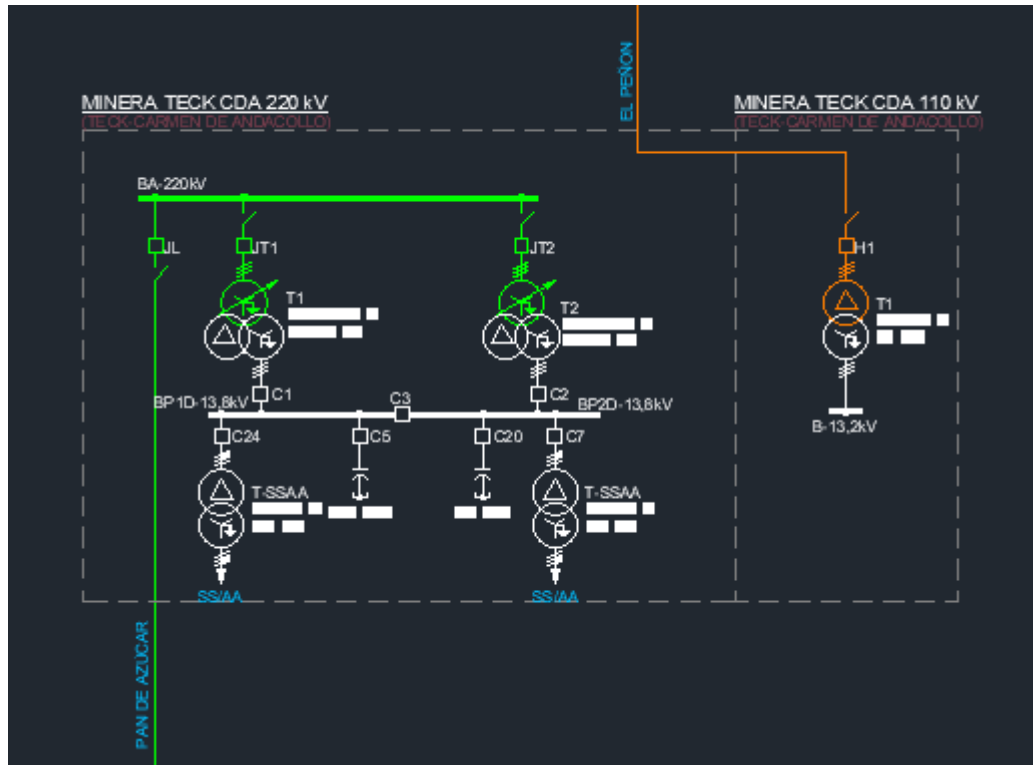 EL PEÑON
MINERA TECK CDA 220 kV
(TECK-CARMEN DE ANDACOLLO)
MINERA TECK CDA 110 kV
(TECK-CARMEN DE ANDACOLLO)
BA-220kV
JL
JT1
JT2
H1
T1
T2
T1
C1
C2
BP1D-13,8kV
C3
BP2D-13,8kV
B-13,2kV
C24
C5
C20
C7
T-SSAA
T-SSAA
SS/AA
SS/AA
PAN DE AZÚCAR